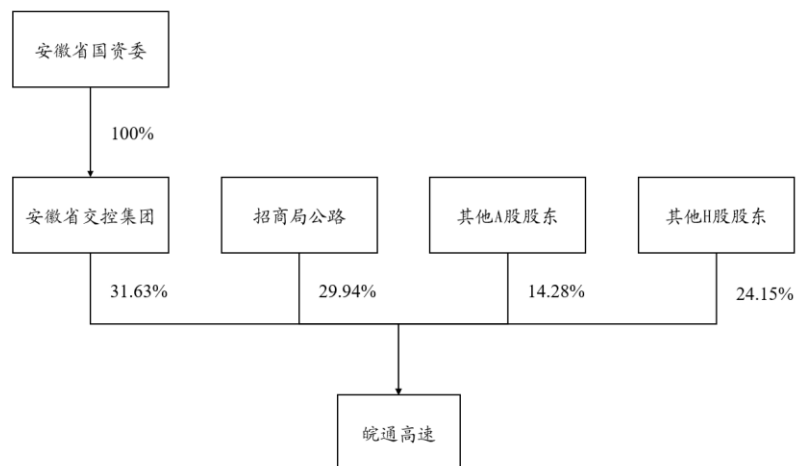 安徽省国资委
100%
安徽省交控集团
招商局公路
其他A股股东
其他H股股东
31.63%
29.94%
14.28%
24.15%
皖通高速